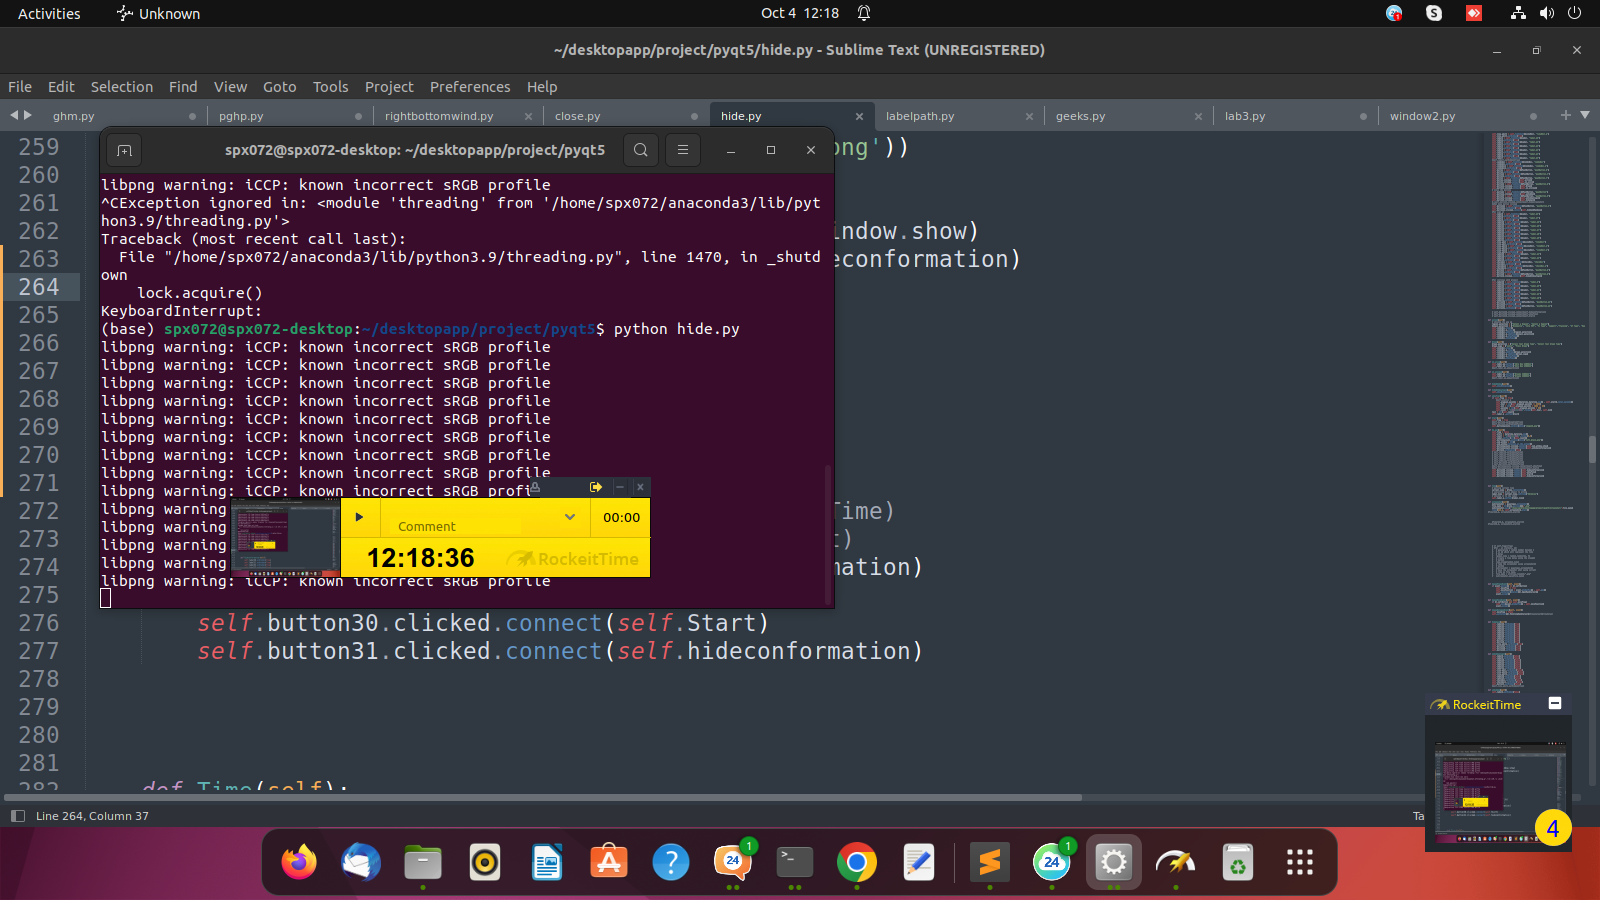 Activities
Unknown
Oct 4 12:18
~/desktopapp/project/pyqt5/hide.py - Sublime Text (UNREGISTERED)
File Edit Selection Find View Goto Tools Project Preferences Help
ghm.py
pghp.py
rightbottomwind.py
close.py
hide.py
labelpath.py
geeks.py
lab3.py
window2.py
259
260
261
262
263
264
265
266
267
268
269
270
271
272
273
274
275
276
277
278
279
280
281
282
ong'))
indow.show)
econformation)
Time)
t)
mation)
self.button30.clicked.connect(self.Start)
self.button31.clicked.connect(self.hideconformation)
def Time(self):
spx072@spx072-desktop: ~/desktopapp/project/pyqt5
libpng warning: iCCP: known incorrect sRGB profile
^CException ignored in: <module 'threading' from '/home/spx072/anaconda3/lib/pyt
hon3.9/threading.py'>
Traceback (most recent call last):
File "/home/spx072/anaconda3/lib/python3.9/threading.py", line 1470, in _shutd
own
lock.acquire()
KeyboardInterrupt:
(base) spx072@spx072-desktop:~/desktopapp/project/pyqt5$ python hide.py
libpng warning: iCCP: known incorrect sRGB profile
libpng warning: iCCP: known incorrect sRGB profile
libpng warning: iCCP: known incorrect sRGB profile
libpng warning: iCCP: known incorrect sRGB profile
libpng warning: iCCP: known incorrect sRGB profile
libpng warning: iCCP: known incorrect sRGB profile
libpng warning: iCCP: known incorrect sRGB profile
libpng warning: iCCP: known incorrect sRGB profile
libpng warning: iCCP: known incorrect sRGB prof
libpng warning
libpng warning
libpng warning
libpng warning
libpng warning: iCCP: known incorrect sRGB profile
Comment
00:00
12:18:36
RockeitTime
RockeitTime
4
Line 264, Column 37
Ta
24
1
24
1